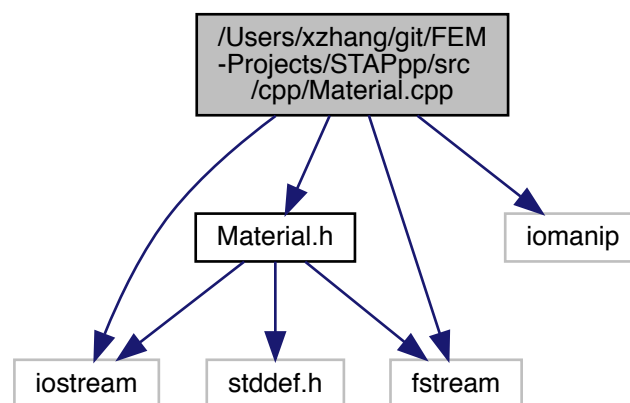 /Users/xzhang/git/FEM
-Projects/STAPpp/src
/cpp/Material.cpp
Material.h
iomanip
iostream
stddef.h
fstream